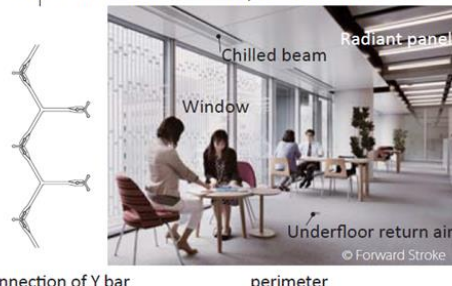 Chilled beam
Radiant panel
Window
Underfloor return air
© Forward Stroke
nnection of Y bar
perimeter